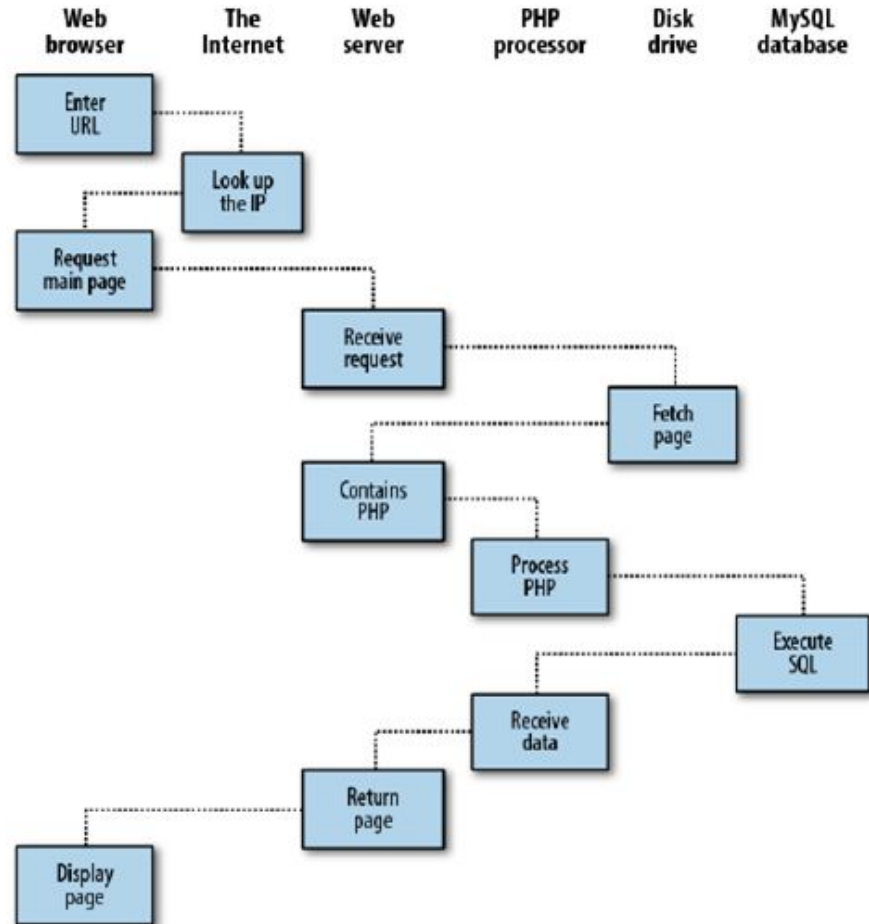 Web
browser
The
Internet
Web
server
PHP
processor
Disk
drive
MySQL
database
Enter
URL
Look up
the IP
Request
main page
Receive
request
Fetch
page
Contains
PHP
Process
PHP
Execute
SQL
Receive
data
Return
page
Display
page